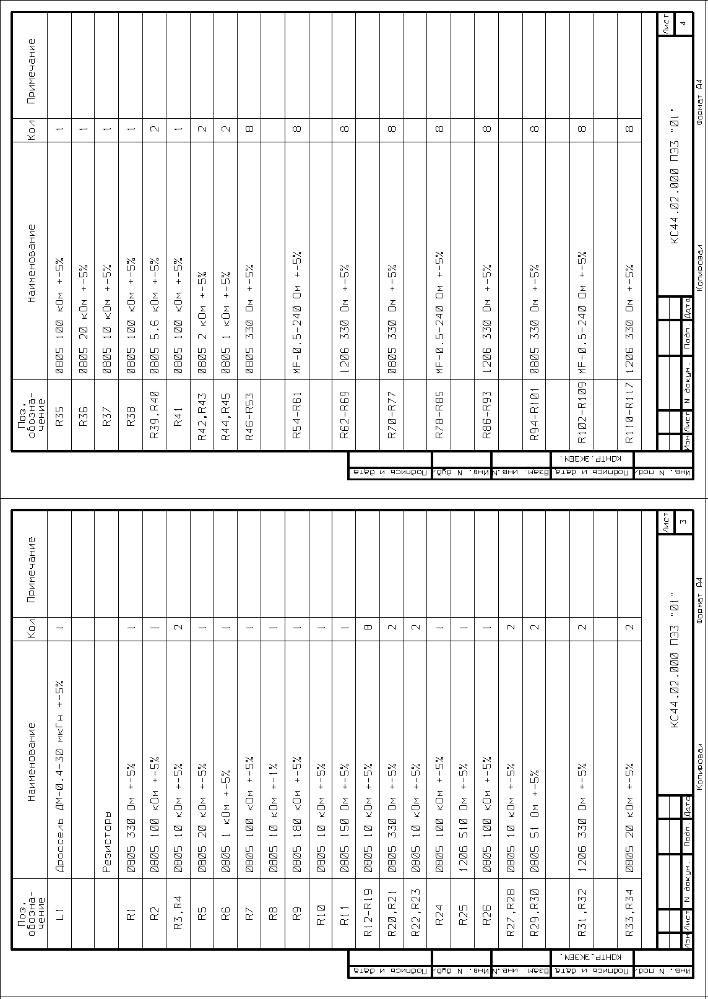 Поз.
обозна-
чение
Наименование
Кол
Примечание
R35 0805 100 кОм +-5% 1
R36 0805 20 кОм +-5% 1
R37 0805 10 кОм +-5% 1
R38 0805 100 кОм +-5% 1
R39,R40 0805 5.6 кОм +-5% 2
R41 0805 100 кОм +-5% 1
R42,R43 0805 2 кОм +-5% 2
R44,R45 0805 1 кОм +-5% 2
R46-R53 0805 330 Ом +-5% 8
R54-R61 MF-0.5-240 Ом +-5% 8
R62-R69 1206 330 Ом +-5% 8
R70-R77 0805 330 Ом +-5% 8
R78-R85 MF-0.5-240 Ом +-5% 8
R86-R93 1206 330 Ом +-5% 8
R94-R101 0805 330 Ом +-5% 8
R102-R109 MF-0.5-240 Ом +-5% 8
R110-R117 1206 330 Ом +-5% 8
Изм Лист N докум. Подп. Дата
КС44.02.000 ПЭ3 "01"
Лист
4
Копировал
Формат А4
Инв. N подл
Подпись и дата
Взам. инв. N
Инв. N дубл
Подпись и дата
КОНТР.ЭКЗЕМ.
Поз.
обозна-
чение
Наименование
Кол
Примечание
L1 Дроссель ДМ-0.4-30 мкГн +-5% 1
Резисторы
R1 0805 330 Ом +-5% 1
R2 0805 100 кОм +-5% 1
R3,R4 0805 10 кОм +-5% 2
R5 0805 20 кОм +-5% 1
R6 0805 1 кОм +-5% 1
R7 0805 100 кОм +-5% 1
R8 0805 10 кОм +-1% 1
R9 0805 180 кОм +-5% 1
R10 0805 10 кОм +-5% 1
R11 0805 150 Ом +-5% 1
R12-R19 0805 10 кОм +-5% 8
R20,R21 0805 330 Ом +-5% 2
R22,R23 0805 10 кОм +-5% 2
R24 0805 100 кОм +-5% 1
R25 1206 510 Ом +-5% 1
R26 0805 100 кОм +-5% 1
R27,R28 0805 10 кОм +-5% 2
R29,R30 0805 51 Ом +-5% 2
R31,R32 1206 330 Ом +-5% 2
R33,R34 0805 20 кОм +-5% 2
Изм Лист N докум. Подп. Дата
КС44.02.000 ПЭ3 "01"
Лист
3
Копировал
Формат А4
Инв. N подл
Подпись и дата
Взам. инв. N
Инв. N дубл
Подпись и дата
КОНТР.ЭКЗЕМ.